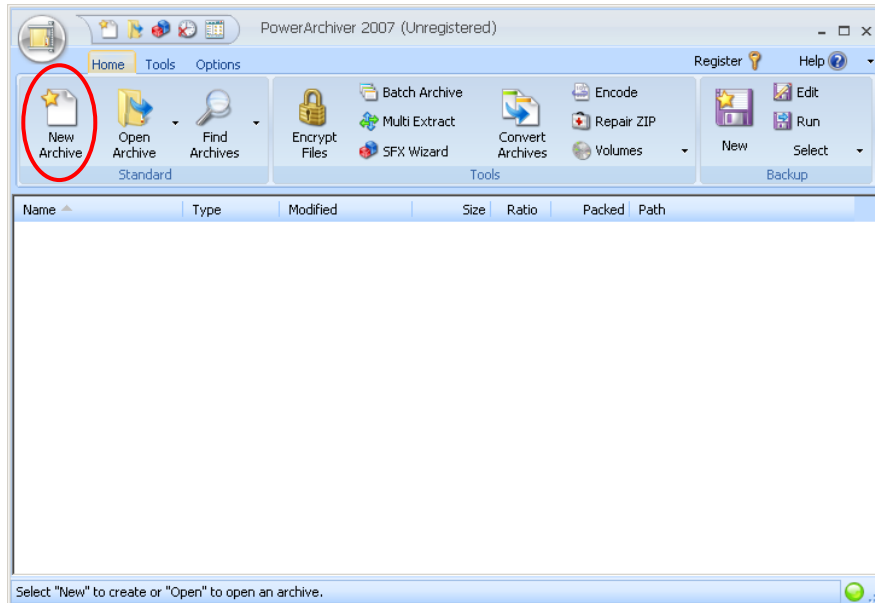 PowerArchiver 2007 (Unregistered)
Home Tools Options Register Help
New Archive
Open Archive
Find Archives
Standard
Encrypt Files
Batch Archive
Multi Extract
SFX Wizard
Convert Archives
Encode
Repair ZIP
Volumes
Tools
New
Edit
Run
Select
Backup
Name Type Modified Size Ratio Packed Path
Select "New" to create or "Open" to open an archive.